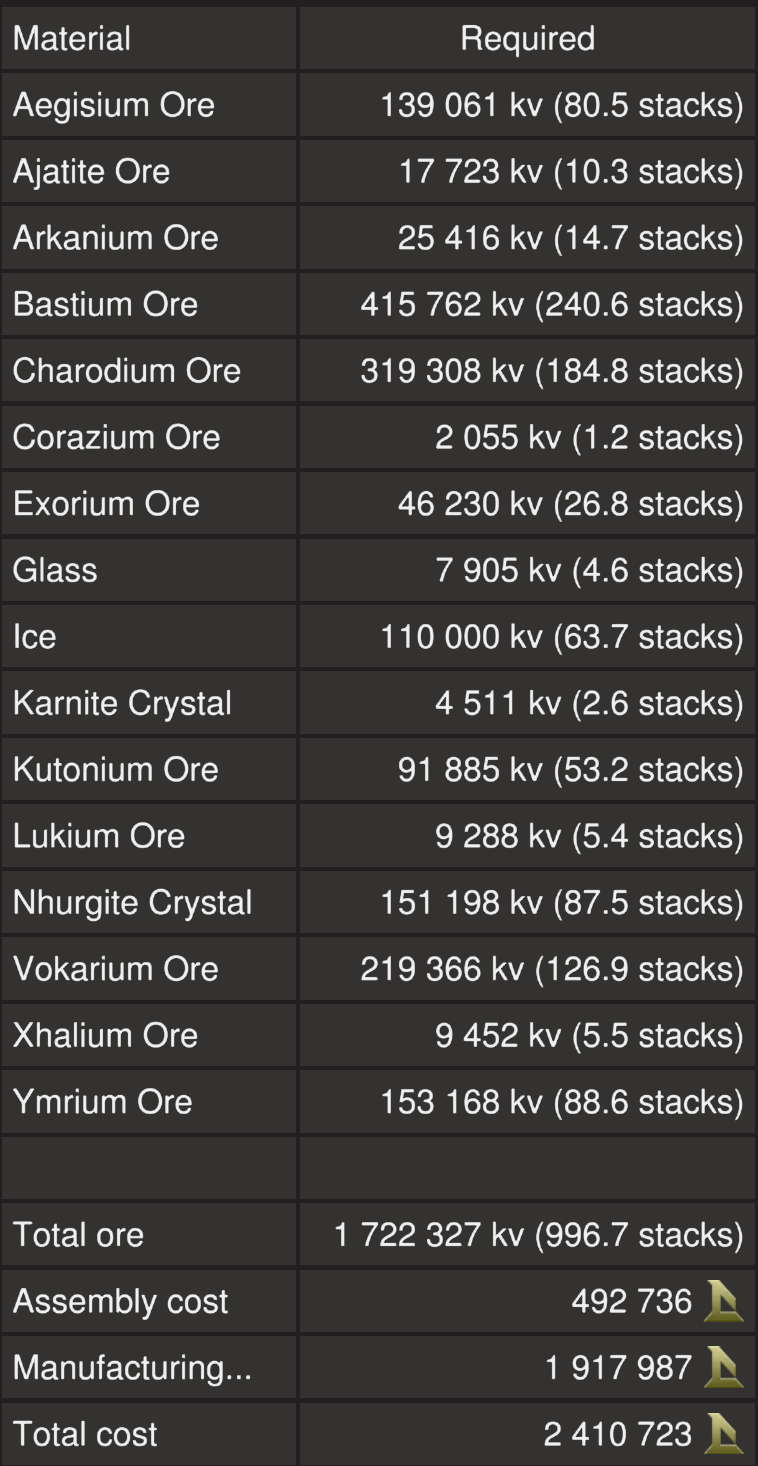 Material Required
Aegisium Ore 139 061 kv (80.5 stacks)
Ajatite Ore 17 723 kv (10.3 stacks)
Arkanium Ore 25 416 kv (14.7 stacks)
Bastium Ore 415 762 kv (240.6 stacks)
Charodium Ore 319 308 kv (184.8 stacks)
Corazium Ore 2 055 kv (1.2 stacks)
Exorium Ore 46 230 kv (26.8 stacks)
Glass 7 905 kv (4.6 stacks)
Ice 110 000 kv (63.7 stacks)
Karnite Crystal 4 511 kv (2.6 stacks)
Kutonium Ore 91 885 kv (53.2 stacks)
Lukium Ore 9 288 kv (5.4 stacks)
Nhurgite Crystal 151 198 kv (87.5 stacks)
Vokarium Ore 219 366 kv (126.9 stacks)
Xhalium Ore 9 452 kv (5.5 stacks)
Ymrium Ore 153 168 kv (88.6 stacks)
Total ore 1 722 327 kv (996.7 stacks)
Assembly cost 492 736
Manufacturing... 1 917 987
Total cost 2 410 723